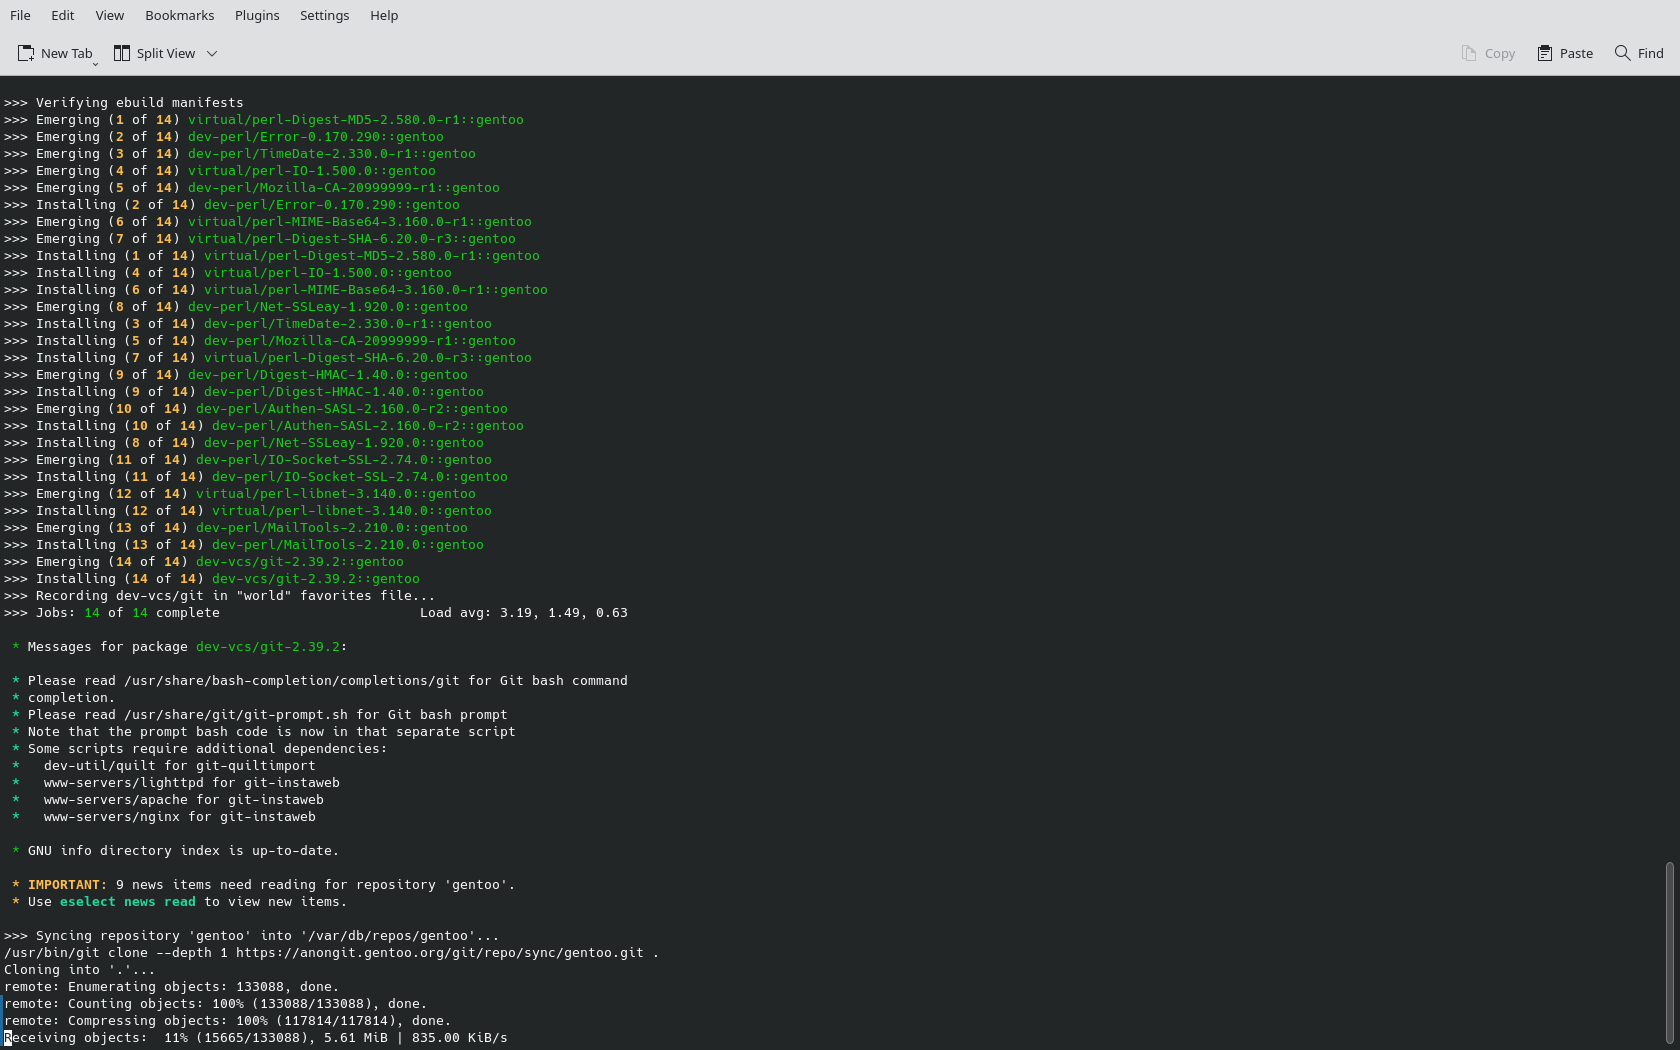 File Edit View Bookmarks Plugins Settings Help
New Tab Split View Copy Paste Find
>>> Verifying ebuild manifests
>>> Emerging (1 of 14) virtual/perl-Digest-MD5-2.580.0-r1::gentoo
>>> Emerging (2 of 14) dev-perl/Error-0.170.290::gentoo
>>> Emerging (3 of 14) dev-perl/TimeDate-2.330.0-r1::gentoo
>>> Emerging (4 of 14) virtual/perl-IO-1.500.0::gentoo
>>> Emerging (5 of 14) dev-perl/Mozilla-CA-20999999-r1::gentoo
>>> Installing (2 of 14) dev-perl/Error-0.170.290::gentoo
>>> Emerging (6 of 14) virtual/perl-MIME-Base64-3.160.0-r1::gentoo
>>> Emerging (7 of 14) virtual/perl-Digest-SHA-6.20.0-r3::gentoo
>>> Installing (1 of 14) virtual/perl-Digest-MD5-2.580.0-r1::gentoo
>>> Installing (4 of 14) virtual/perl-IO-1.500.0::gentoo
>>> Installing (6 of 14) virtual/perl-MIME-Base64-3.160.0-r1::gentoo
>>> Emerging (8 of 14) dev-perl/Net-SSLeay-1.920.0::gentoo
>>> Installing (3 of 14) dev-perl/TimeDate-2.330.0-r1::gentoo
>>> Installing (5 of 14) dev-perl/Mozilla-CA-20999999-r1::gentoo
>>> Installing (7 of 14) virtual/perl-Digest-SHA-6.20.0-r3::gentoo
>>> Emerging (9 of 14) dev-perl/Digest-HMAC-1.40.0::gentoo
>>> Installing (9 of 14) dev-perl/Digest-HMAC-1.40.0::gentoo
>>> Emerging (10 of 14) dev-perl/Authen-SASL-2.160.0-r2::gentoo
>>> Installing (10 of 14) dev-perl/Authen-SASL-2.160.0-r2::gentoo
>>> Installing (8 of 14) dev-perl/Net-SSLeay-1.920.0::gentoo
>>> Emerging (11 of 14) dev-perl/IO-Socket-SSL-2.74.0::gentoo
>>> Installing (11 of 14) dev-perl/IO-Socket-SSL-2.74.0::gentoo
>>> Emerging (12 of 14) virtual/perl-libnet-3.140.0::gentoo
>>> Installing (12 of 14) virtual/perl-libnet-3.140.0::gentoo
>>> Emerging (13 of 14) dev-perl/MailTools-2.210.0::gentoo
>>> Installing (13 of 14) dev-perl/MailTools-2.210.0::gentoo
>>> Emerging (14 of 14) dev-vcs/git-2.39.2::gentoo
>>> Installing (14 of 14) dev-vcs/git-2.39.2::gentoo
>>> Recording dev-vcs/git in "world" favorites file...
>>> Jobs: 14 of 14 complete Load avg: 3.19, 1.49, 0.63
* Messages for package dev-vcs/git-2.39.2:
* Please read /usr/share/bash-completion/completions/git for Git bash command
* completion.
* Please read /usr/share/git/git-prompt.sh for Git bash prompt
* Note that the prompt bash code is now in that separate script
* Some scripts require additional dependencies:
*   dev-util/quilt for git-quiltimport
*   www-servers/lighttpd for git-instaweb
*   www-servers/apache for git-instaweb
*   www-servers/nginx for git-instaweb
* GNU info directory index is up-to-date.
* IMPORTANT: 9 news items need reading for repository 'gentoo'.
* Use eselect news read to view new items.
>>> Syncing repository 'gentoo' into '/var/db/repos/gentoo'...
/usr/bin/git clone --depth 1 https://anongit.gentoo.org/git/repo/sync/gentoo.git .
Cloning into '.'...
remote: Enumerating objects: 133088, done.
remote: Counting objects: 100% (133088/133088), done.
remote: Compressing objects: 100% (117814/117814), done.
Receiving objects:  11% (15665/133088), 5.61 MiB | 835.00 KiB/s